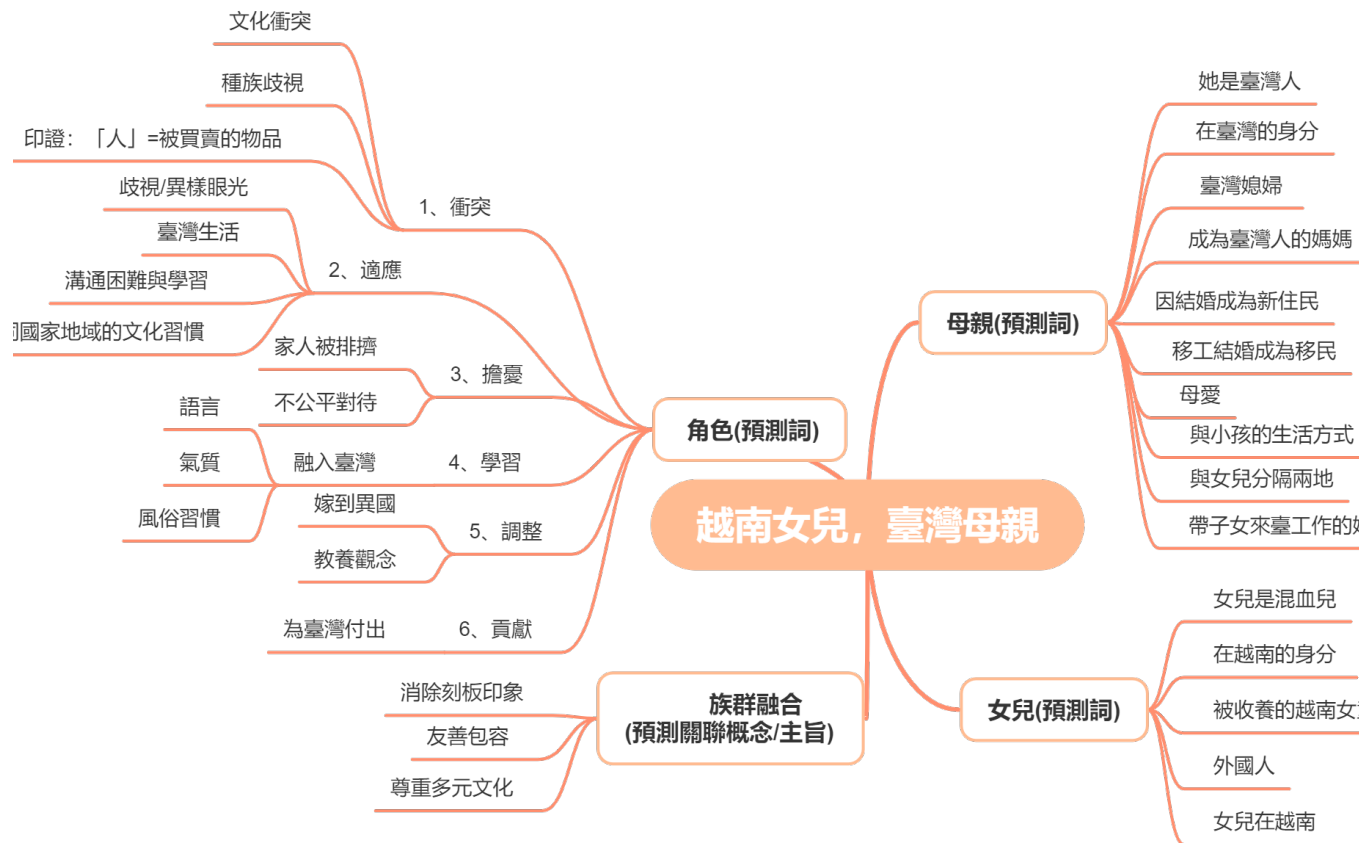 越南女兒，臺灣母親
母親(預測詞)
她是臺灣人
在臺灣的身分
臺灣媳婦
成為臺灣人的媽媽
因結婚成為新住民
移工結婚成為移民
母愛
與小孩的生活方式
與女兒分隔兩地
帶子女來臺工作的
女兒(預測詞)
女兒是混血兒
在越南的身分
被收養的越南女
外國人
女兒在越南
角色(預測詞)
1、衝突
文化衝突
種族歧視
印證：「人」=被買賣的物品
2、適應
歧視/異樣眼光
臺灣生活
溝通困難與學習
國家地域的文化習慣
3、擔憂
家人被排擠
不公平對待
4、學習
融入臺灣
語言
氣質
風俗習慣
5、調整
嫁到異國
教養觀念
6、貢獻
為臺灣付出
族群融合
(預測關聯概念/主旨)
消除刻板印象
友善包容
尊重多元文化